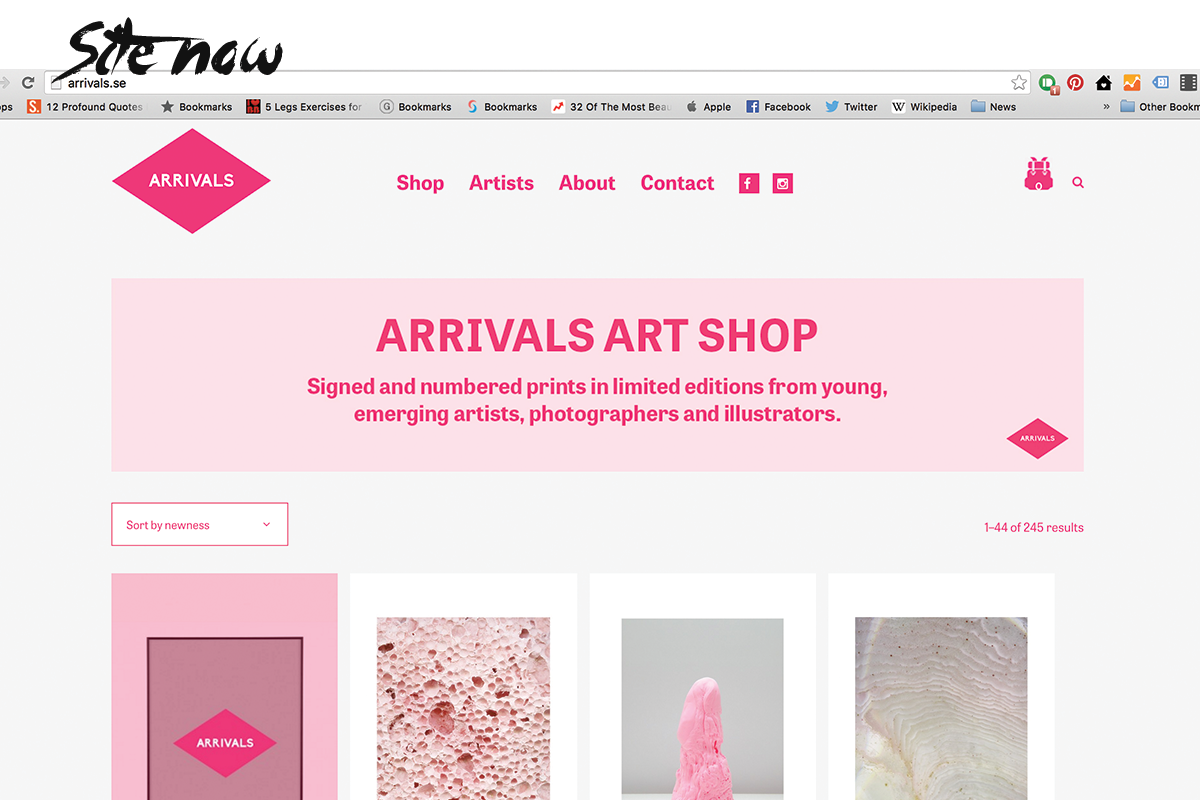 Site now
arrivals.se
ps
12 Profound Quotes
Bookmarks
5 Legs Exercises for
Bookmarks
Bookmarks
32 Of The Most Beau
Apple
Facebook
Twitter
Wikipedia
News
»
Other Bookm
ARRIVALS
Shop
Artists
About
Contact
ARRIVALS ART SHOP
Signed and numbered prints in limited editions from young,
emerging artists, photographers and illustrators.
ARRIVALS
Sort by newness
1–44 of 245 results
ARRIVALS